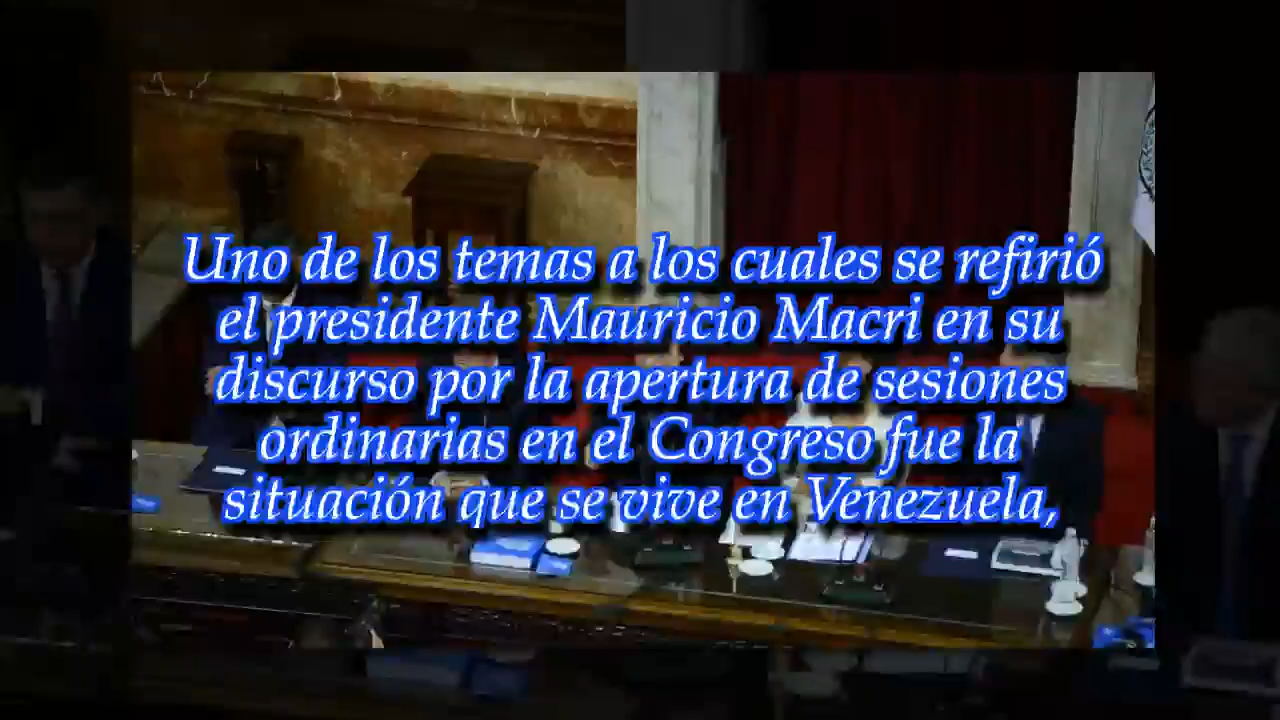 Uno de los temas a los cuales se refirió
el presidente Mauricio Macri en su
discurso por la apertura de sesiones
ordinarias en el Congreso fue la
situación que se vive en Venezuela,